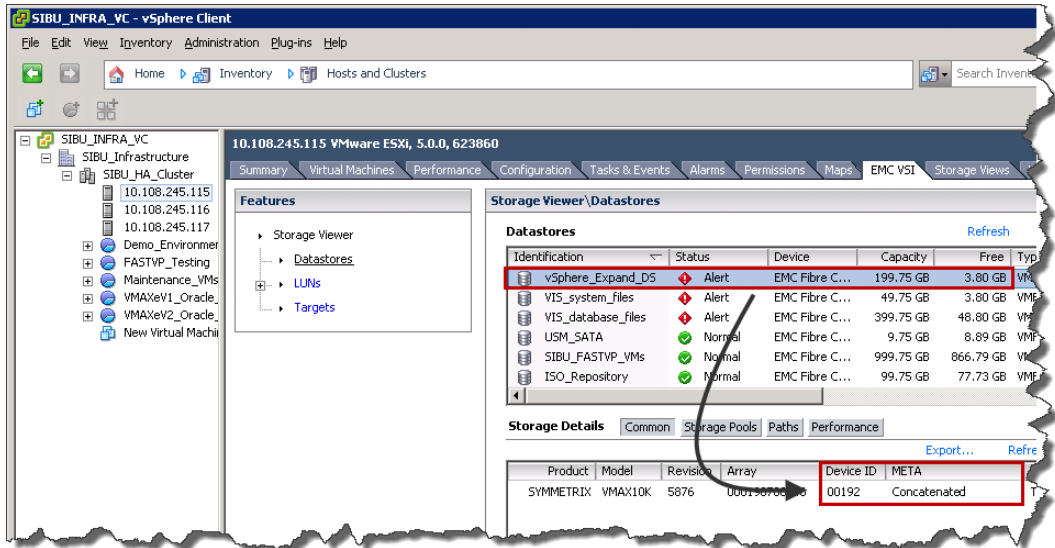 SIBU_INFRA_VC - vSphere Client
File Edit View Inventory Administration Plug-ins Help
Home Inventory Hosts and Clusters
Search
SIBU_INFRA_VC
SIBU_Infrastructure
SIBU_HA_Cluster
10.108.245.115
10.108.245.116
10.108.245.117
Demo_Environmer
FASTVP_Testing
Maintenance_VMs
VMAXeV1_Oracle_
VMAXeV2_Oracle_
New Virtual Machi
10.108.245.115 VMware ESXi, 5.0.0, 623860
Summary Virtual Machines Performance Configuration Tasks & Events Alarms Permissions Maps EMC VSI Storage Views
Features
Storage Viewer
Datastores
LUNs
Targets
Storage Viewer\Datastores
Datastores Refresh
Identification Status Device Capacity Free Typ
vSphere_Expand_DS Alert EMC Fibre C... 199.75 GB 3.80 GB
VIS_system_files Alert EMC Fibre C... 49.75 GB 3.80 GB
VIS_database_files Alert EMC Fibre C... 399.75 GB 48.80 GB
USM_SATA Normal EMC Fibre C... 9.75 GB 8.89 GB
SIBU_FASTVP_VMs Normal EMC Fibre C... 999.75 GB 866.79 GB
ISO_Repository Normal EMC Fibre C... 99.75 GB 77.73 GB
Storage Details Common Storage Pools Paths Performance
Export... Refre
Product Model Revision Array Device ID META
SYMMETRIX VMAX10K 5876 00192 Concatenated